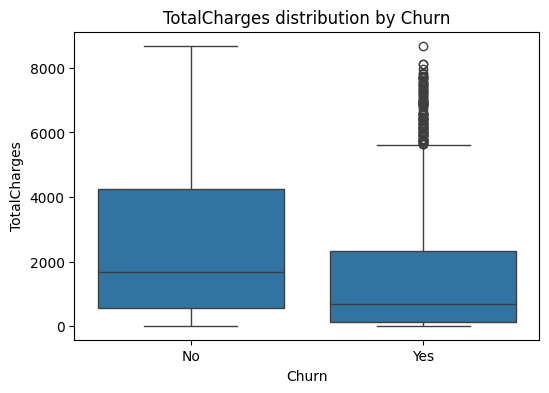 TotalCharges distribution by Churn
TotalCharges
8000
6000
4000
2000
0
No
Yes
Churn